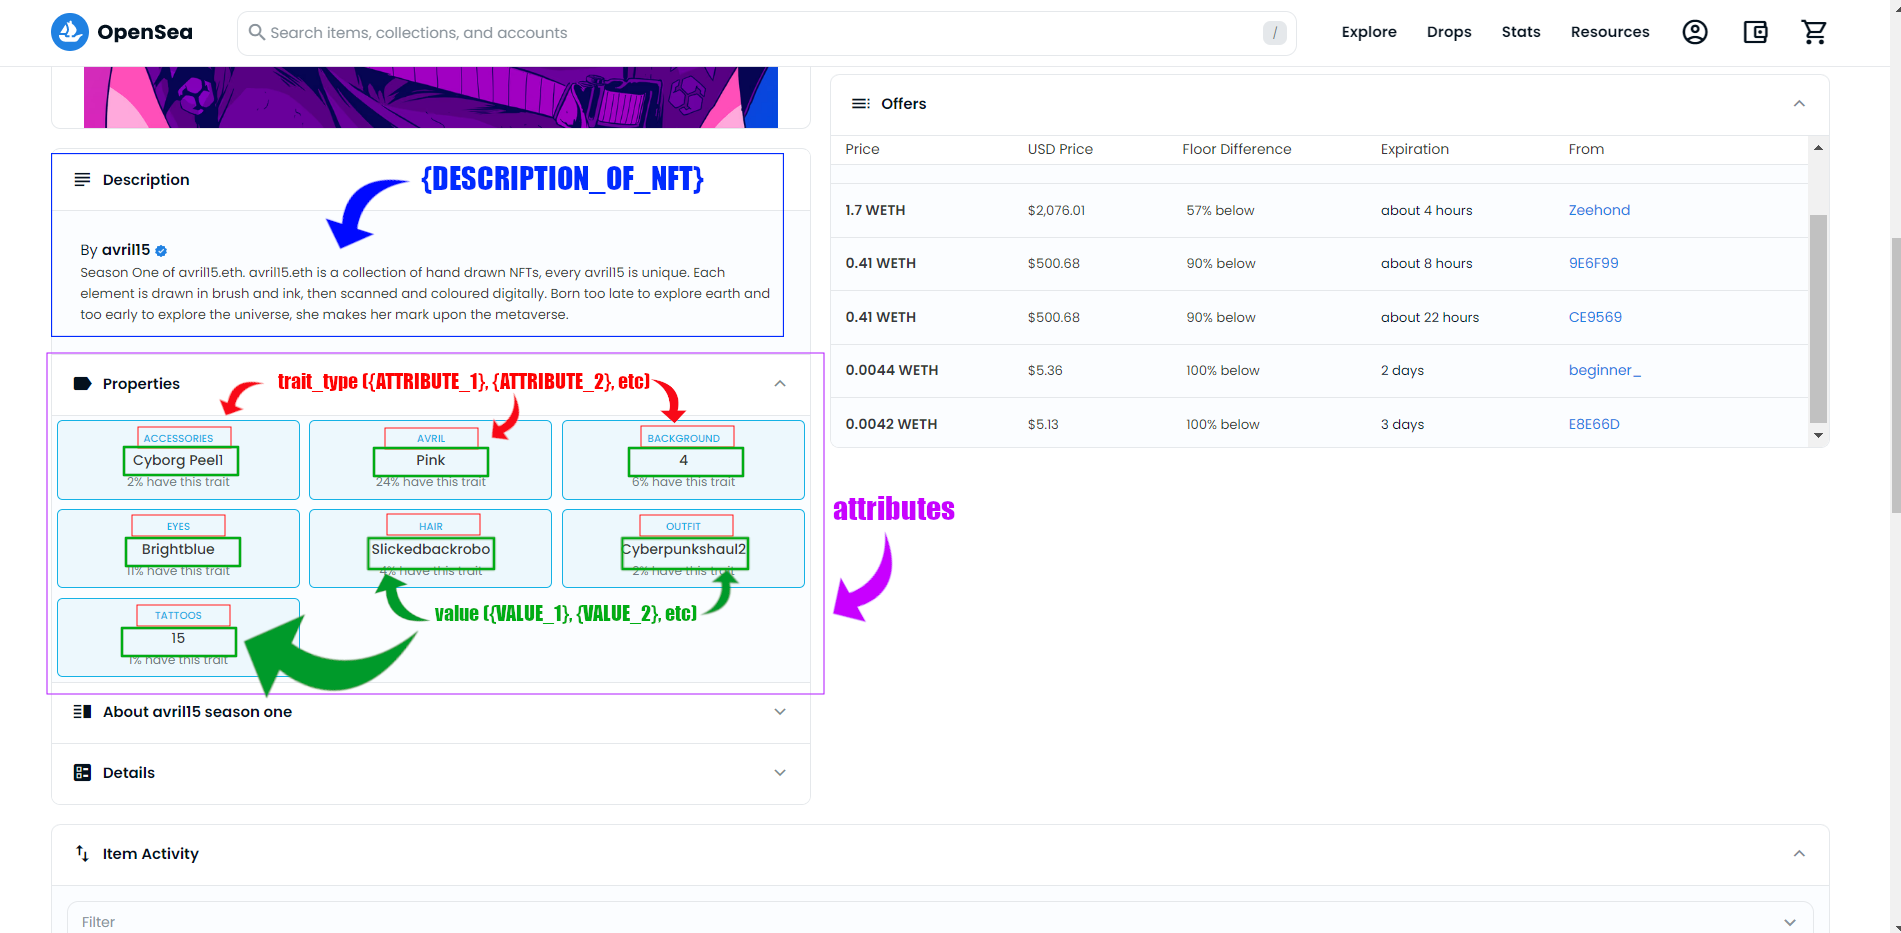 OpenSea
Search items, collections, and accounts
/
Explore
Drops
Stats
Resources
Description
{DESCRIPTION_OF_NFT}
By avril15
Season One of avril15.eth. avril15.eth is a collection of hand drawn NFTs, every avril15 is unique. Each
element is drawn in brush and ink, then scanned and coloured digitally. Born too late to explore earth and
too early to explore the universe, she makes her mark upon the metaverse.
Properties
trait_type ({ATTRIBUTE_1}, {ATTRIBUTE_2}, etc)
ACCESSORIES
Cyborg Peel1
2% have this trait
AVRIL
Pink
24% have this trait
BACKGROUND
4
6% have this trait
EYES
Brightblue
11% have this trait
HAIR
Slickedbackrobo
4% have this trait
OUTFIT
Cyberpunkshaul2
2% have this trait
TATTOOS
15
1% have this trait
value ({VALUE_1}, {VALUE_2}, etc)
attributes
About avril15 season one
Details
Offers
Price USD Price Floor Difference Expiration From
1.7 WETH $2,076.01 57% below about 4 hours Zeehond
0.41 WETH $500.68 90% below about 8 hours 9E6F99
0.41 WETH $500.68 90% below about 22 hours CE9569
0.0044 WETH $5.36 100% below 2 days beginner_
0.0042 WETH $5.13 100% below 3 days E8E66D
Item Activity
Filter